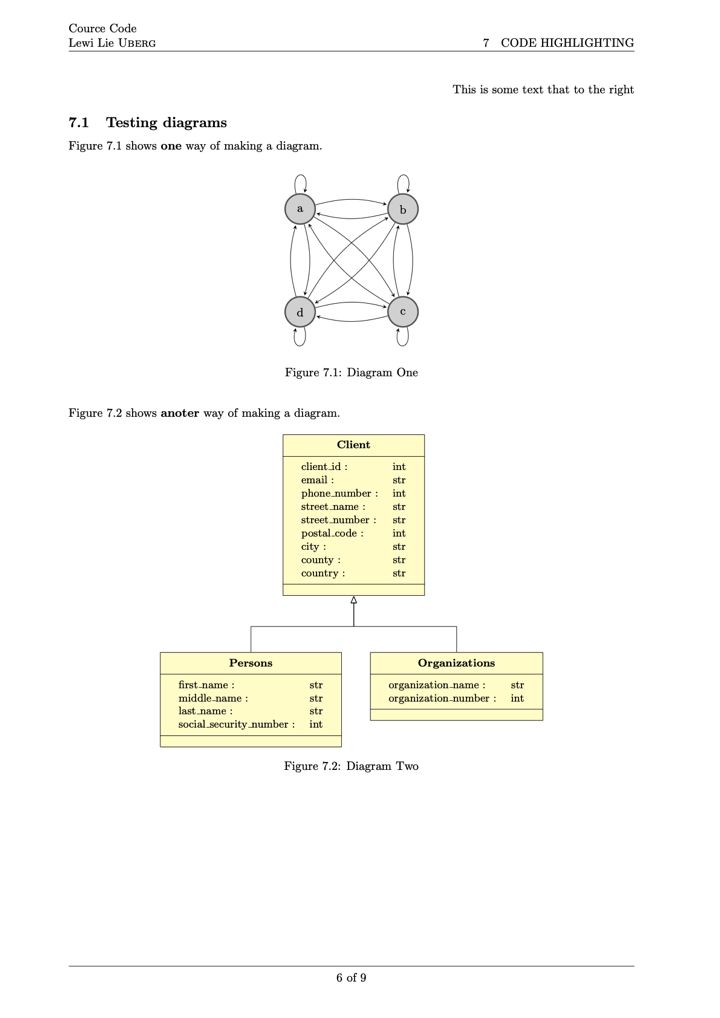 Cource Code
Lewi Lie UBERG
7 CODE HIGHLIGHTING
This is some text that to the right
7.1 Testing diagrams
Figure 7.1 shows one way of making a diagram.
a
b
d
c
Figure 7.1: Diagram One
Figure 7.2 shows anoter way of making a diagram.
Client
client_id : int
email : str
phone_number : int
street_name : str
street_number : str
postal_code : int
city : str
county : str
country : str
Persons
first_name : str
middle_name : str
last_name : str
social_security_number : int
Organizations
organization_name : str
organization_number : int
Figure 7.2: Diagram Two
6 of 9